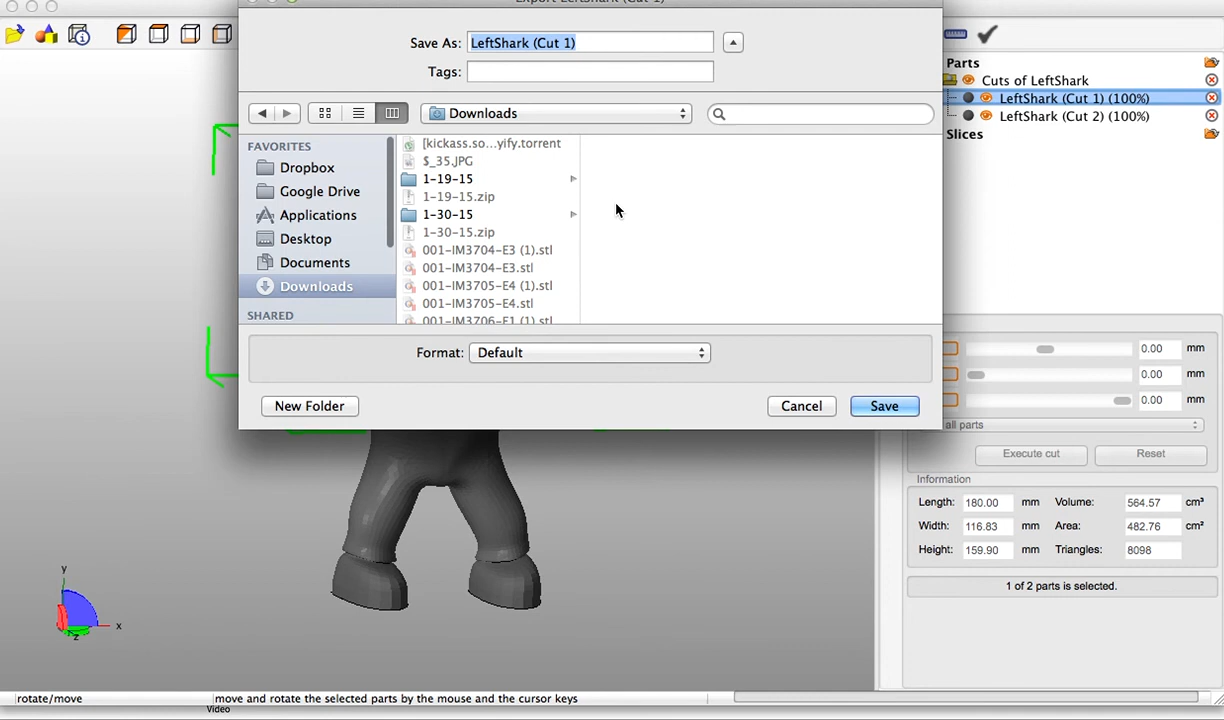 Export LeftShark (Cut 1)
Save As: LeftShark (Cut 1)
Tags:
Downloads
FAVORITES
Dropbox
Google Drive
Applications
Desktop
Documents
Downloads
SHARED
[kickass.so...yify.torrent
$_35.JPG
1-19-15
1-19-15.zip
1-30-15
1-30-15.zip
001-IM3704-E3 (1).stl
001-IM3704-E3.stl
001-IM3705-E4 (1).stl
001-IM3705-E4.stl
001-IM3706-E1 (1).stl
Format: Default
New Folder
Cancel
Save
Parts
Cuts of LeftShark
LeftShark (Cut 1) (100%)
LeftShark (Cut 2) (100%)
Slices
0.00 mm
0.00 mm
0.00 mm
all parts
Execute cut
Reset
Information
Length: 180.00 mm Volume: 564.57 cm³
Width: 116.83 mm Area: 482.76 cm²
Height: 159.90 mm Triangles: 8098
1 of 2 parts is selected.
y
x
z
rotate/move
move and rotate the selected parts by the mouse and the cursor keys
Video